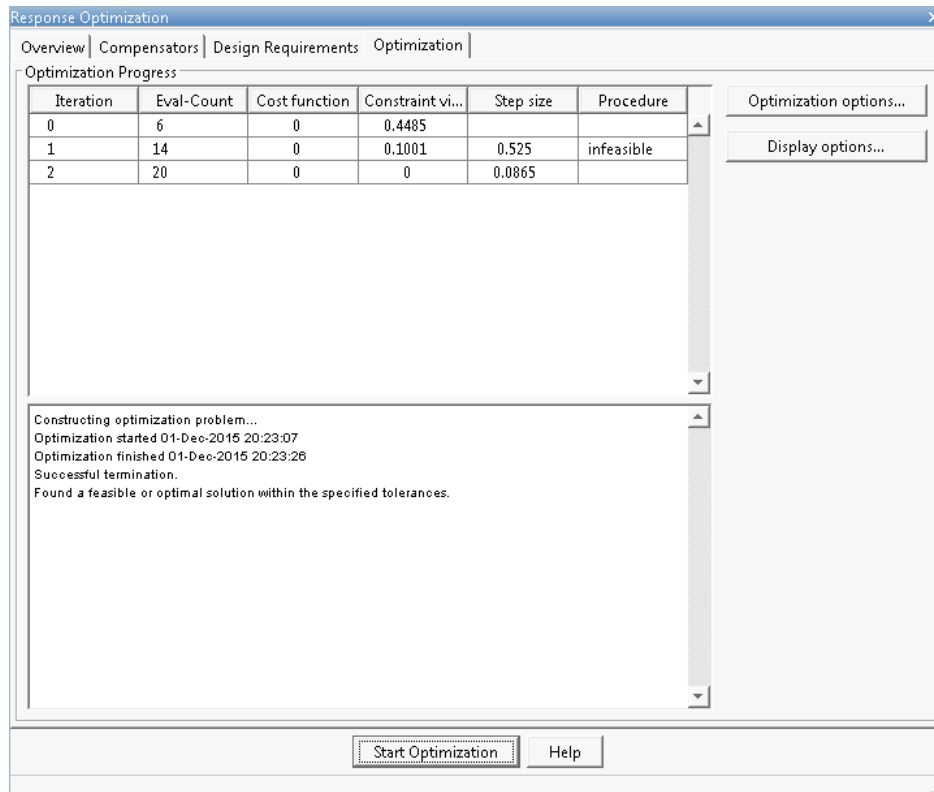 Response Optimization
Overview Compensators Design Requirements Optimization
Optimization Progress
Iteration Eval-Count Cost function Constraint vi... Step size Procedure
0 6 0 0.4485
1 14 0 0.1001 0.525 infeasible
2 20 0 0 0.0865
Optimization options...
Display options...
Constructing optimization problem...
Optimization started 01-Dec-2015 20:23:07
Optimization finished 01-Dec-2015 20:23:26
Successful termination.
Found a feasible or optimal solution within the specified tolerances.
Start Optimization Help